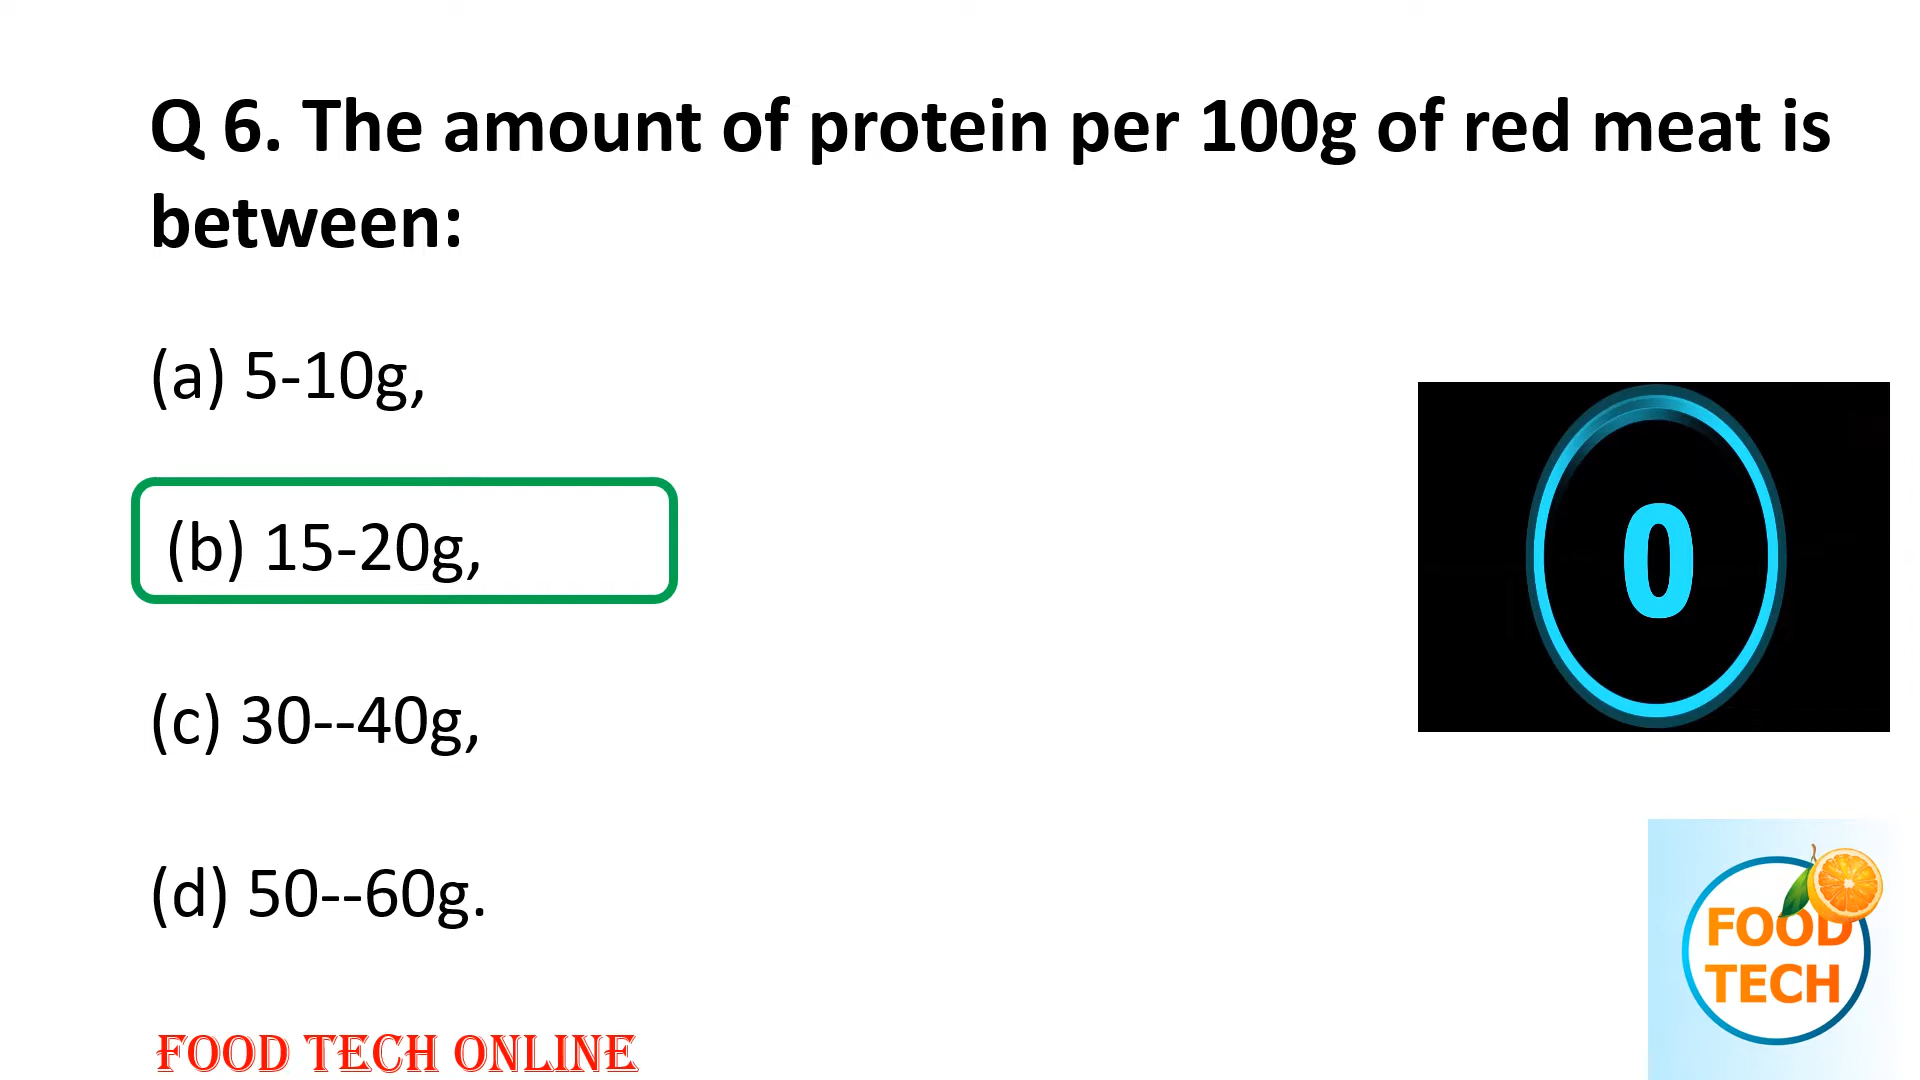 Q 6. The amount of protein per 100g of red meat is
between:
(a) 5-10g,
(b) 15-20g,
(c) 30--40g,
(d) 50--60g.
0
FOOD
TECH
FOOD TECH ONLINE